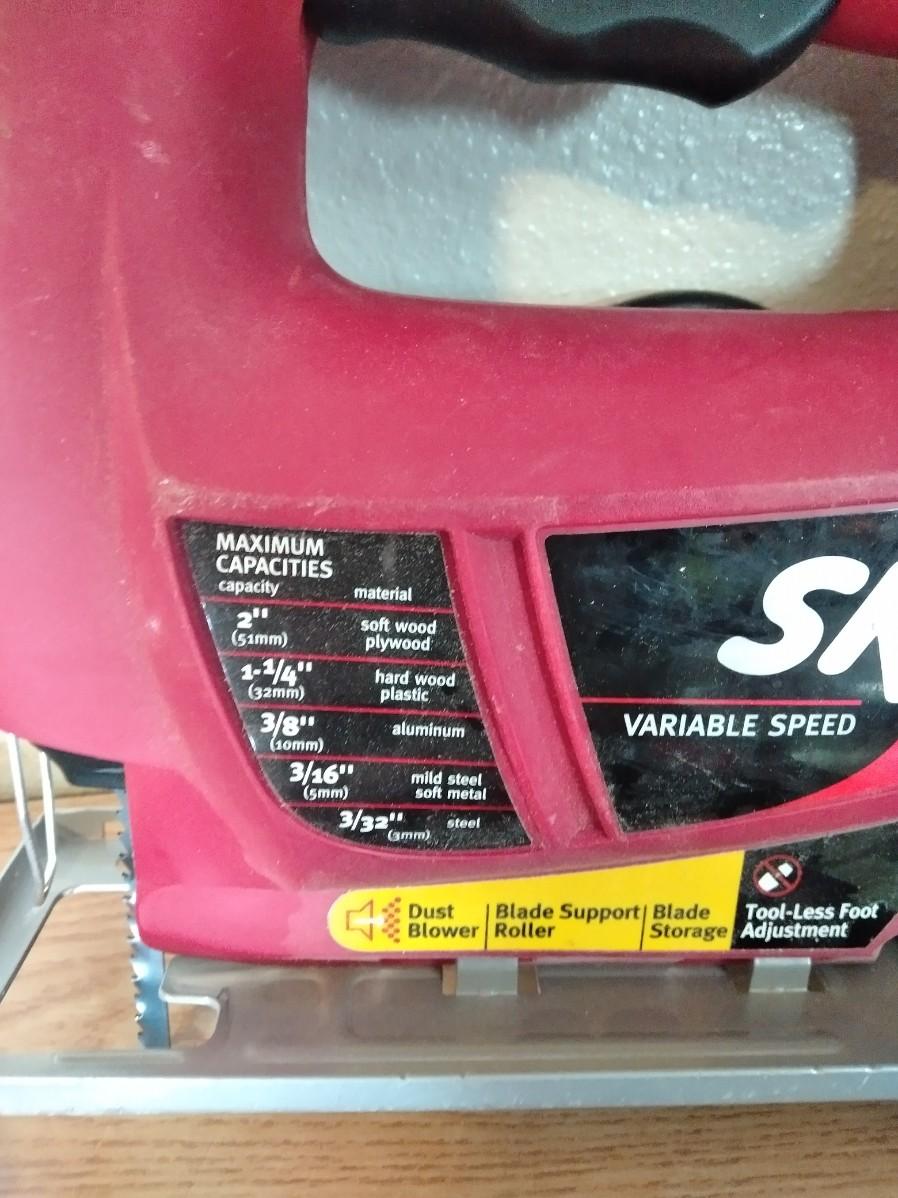 MAXIMUM
CAPACITIES
capacity material
2" soft wood
(51mm) plywood
1-1/4" hard wood
(32mm) plastic
3/8" aluminum
(10mm)
3/16" mild steel
(5mm) soft metal
3/32" steel
(3mm)
SK
VARIABLE SPEED
Dust Blade Support Blade Tool-Less Foot
Blower Roller Storage Adjustment